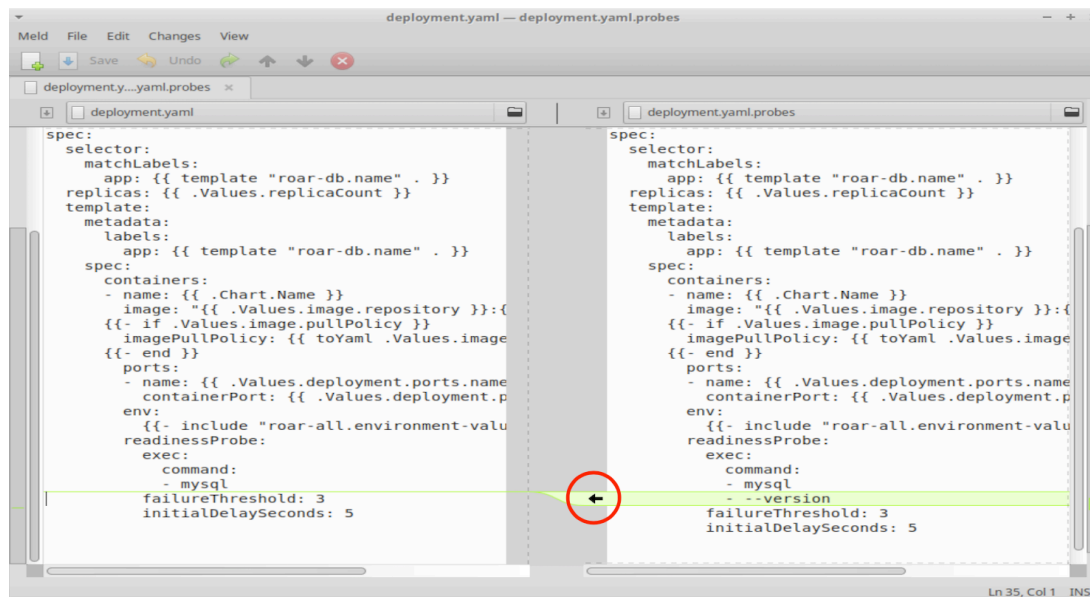 deployment.yaml — deployment.yaml.probes
Meld File Edit Changes View
Save Undo
deployment.y....yaml.probes
deployment.yaml
deployment.yaml.probes
spec:
  selector:
    matchLabels:
      app: {{ template "roar-db.name" . }}
  replicas: {{ .Values.replicaCount }}
  template:
    metadata:
      labels:
        app: {{ template "roar-db.name" . }}
    spec:
      containers:
      - name: {{ .Chart.Name }}
        image: "{{ .Values.image.repository }}:{
      {{- if .Values.image.pullPolicy }}
        imagePullPolicy: {{ toYaml .Values.image
      {{- end }}
        ports:
        - name: {{ .Values.deployment.ports.name
          containerPort: {{ .Values.deployment.p
        env:
          {{- include "roar-all.environment-valu
        readinessProbe:
          exec:
            command:
            - mysql
          failureThreshold: 3
          initialDelaySeconds: 5
spec:
  selector:
    matchLabels:
      app: {{ template "roar-db.name" . }}
  replicas: {{ .Values.replicaCount }}
  template:
    metadata:
      labels:
        app: {{ template "roar-db.name" . }}
    spec:
      containers:
      - name: {{ .Chart.Name }}
        image: "{{ .Values.image.repository }}:{
      {{- if .Values.image.pullPolicy }}
        imagePullPolicy: {{ toYaml .Values.image
      {{- end }}
        ports:
        - name: {{ .Values.deployment.ports.name
          containerPort: {{ .Values.deployment.p
        env:
          {{- include "roar-all.environment-valu
        readinessProbe:
          exec:
            command:
            - mysql
            - --version
          failureThreshold: 3
          initialDelaySeconds: 5
Ln 35, Col 1 INS